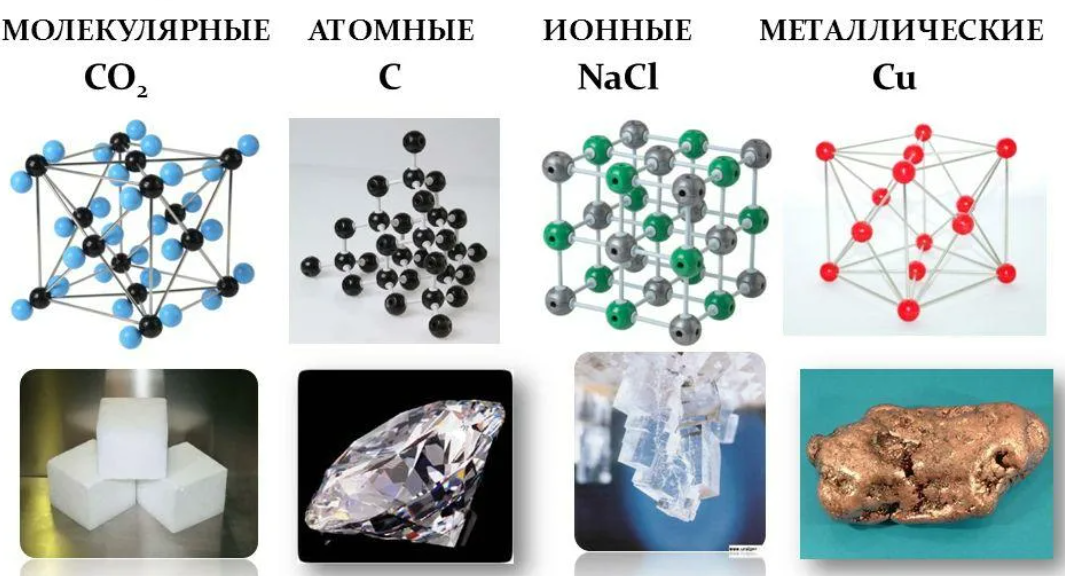 МОЛЕКУЛЯРНЫЕ АТОМНЫЕ ИОННЫЕ МЕТАЛЛИЧЕСКИЕ
CO₂ C NaCl Cu